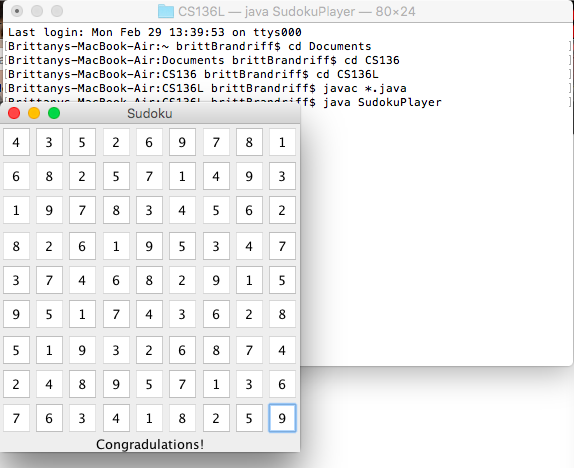 CS136L — java SudokuPlayer — 80×24
Last login: Mon Feb 29 13:39:53 on ttys000
[Brittanys-MacBook-Air:~ brittBrandriff$ cd Documents ]
[Brittanys-MacBook-Air:Documents brittBrandriff$ cd CS136 ]
[Brittanys-MacBook-Air:CS136 brittBrandriff$ cd CS136L ]
[Brittanys-MacBook-Air:CS136L brittBrandriff$ javac *.java ]
[Brittanys-MacBook-Air:CS136L brittBrandriff$ java SudokuPlayer ]
Sudoku
4 3 5 2 6 9 7 8 1
6 8 2 5 7 1 4 9 3
1 9 7 8 3 4 5 6 2
8 2 6 1 9 5 3 4 7
3 7 4 6 8 2 9 1 5
9 5 1 7 4 3 6 2 8
5 1 9 3 2 6 8 7 4
2 4 8 9 5 7 1 3 6
7 6 3 4 1 8 2 5 9
Congradulations!